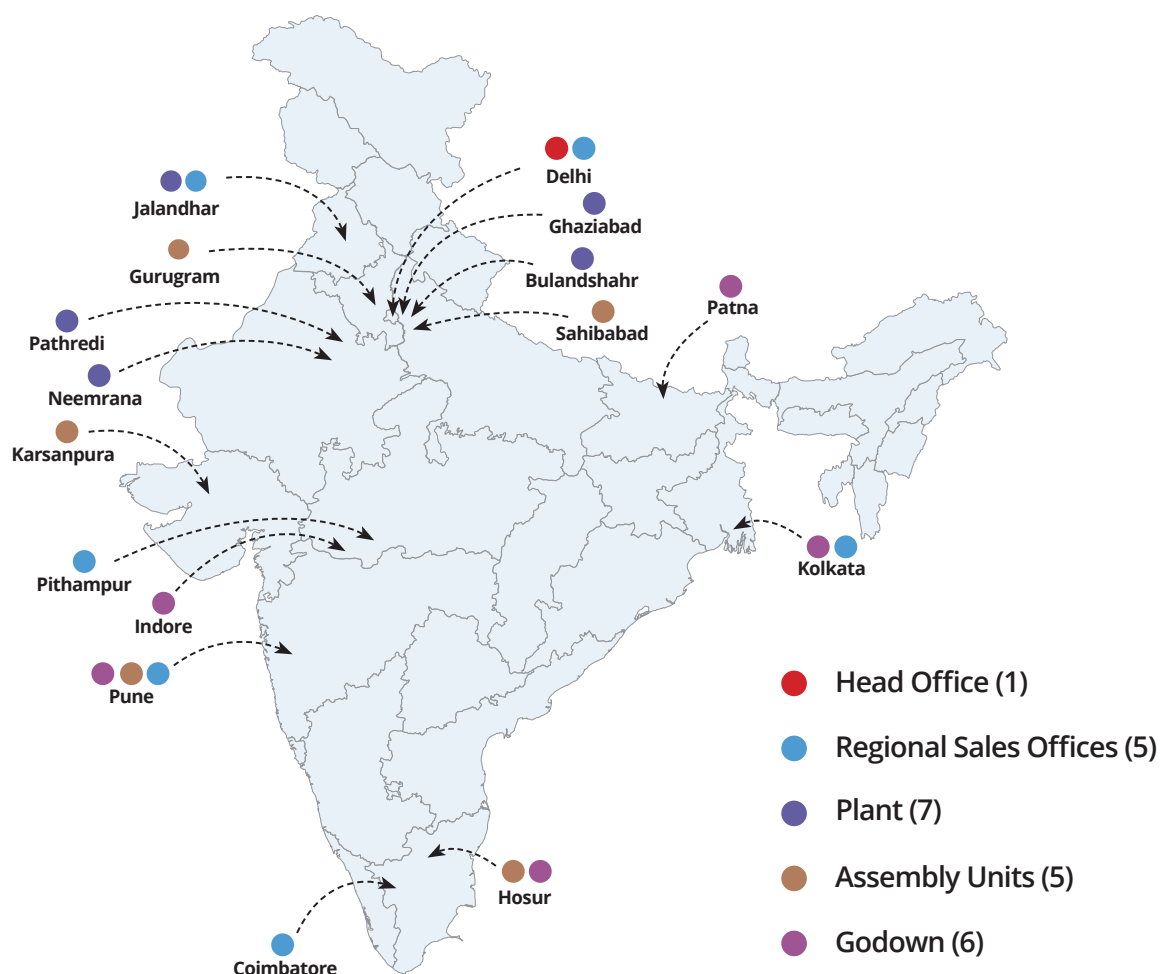 Delhi
Jalandhar
Ghaziabad
Gurugram
Bulandshahr
Patna
Sahibabad
Pathredi
Neemrana
Karsanpura
Kolkata
Pithampur
Indore
Pune
Head Office (1)
Regional Sales Offices (5)
Plant (7)
Assembly Units (5)
Hosur
Godown (6)
Coimbatore